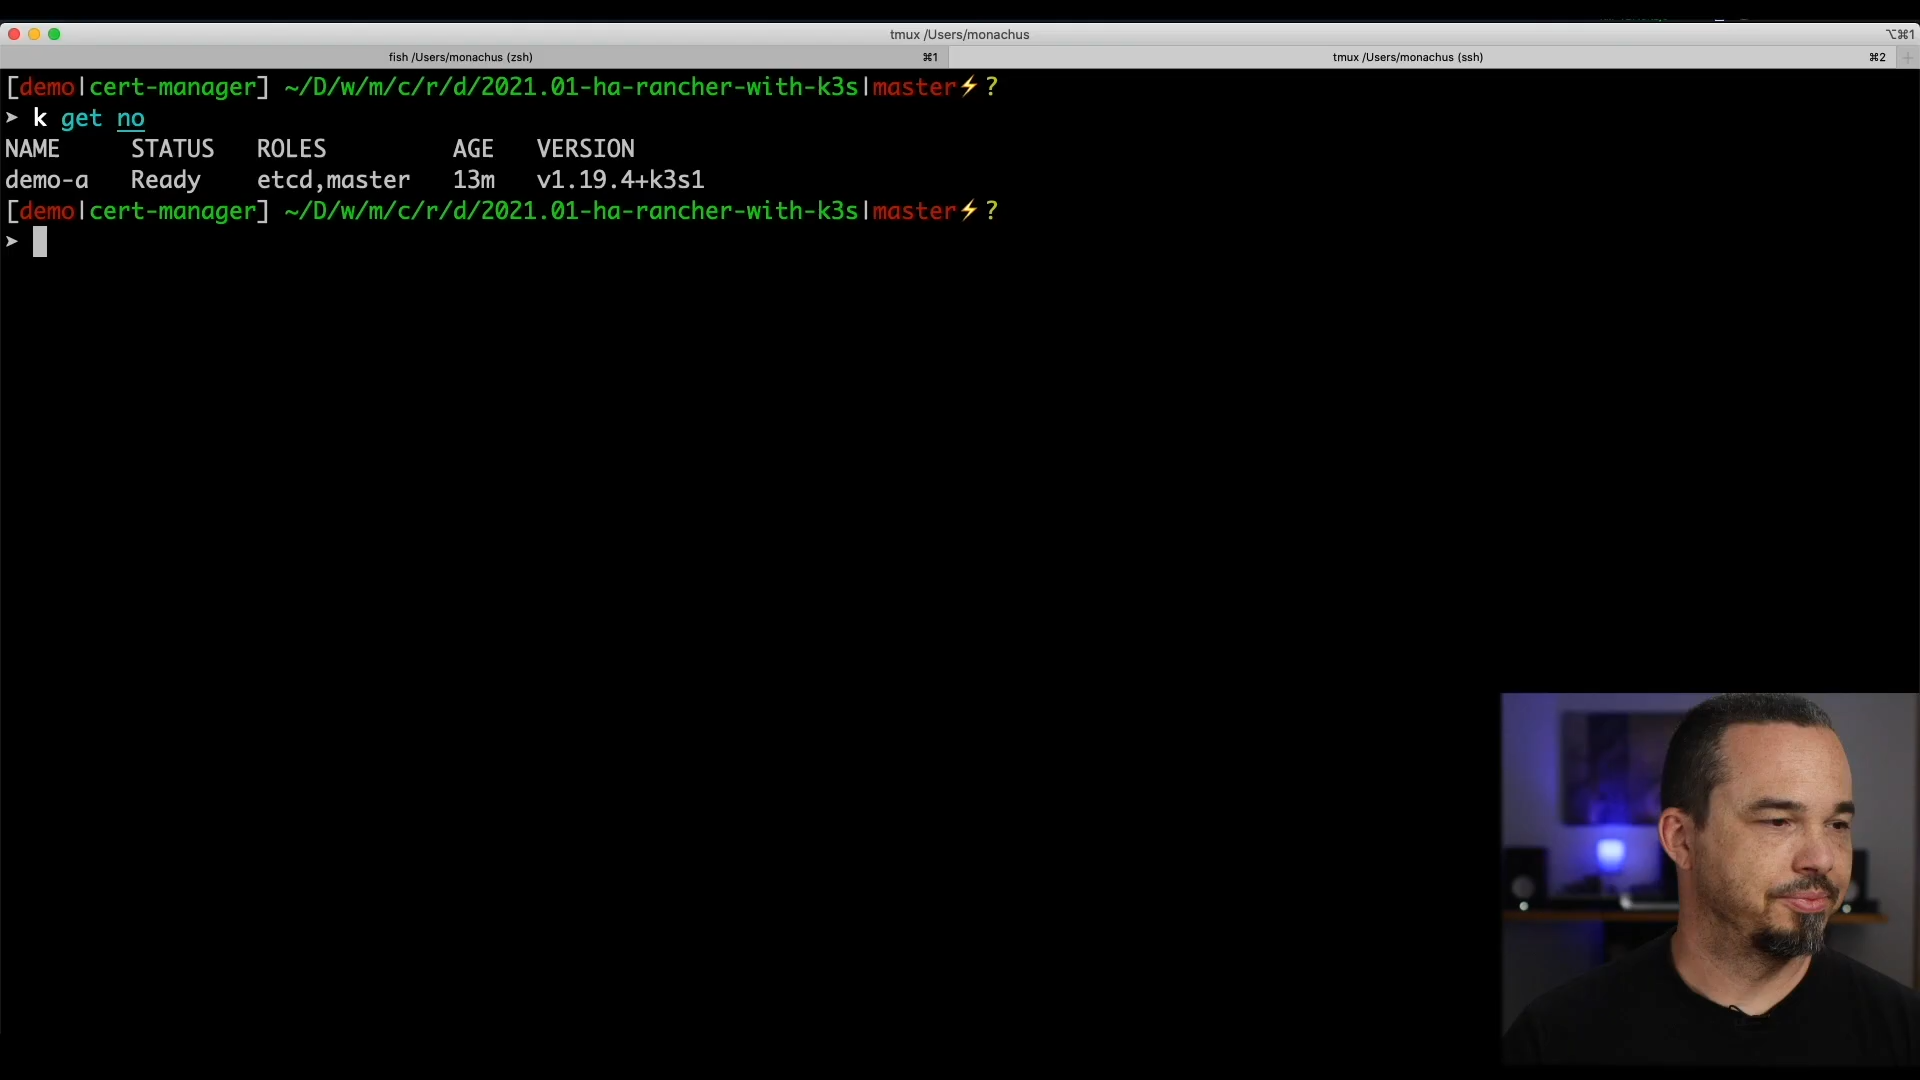 tmux /Users/monachus
⌥⌘1
fish /Users/monachus (zsh)
⌘1
tmux /Users/monachus (ssh)
⌘2
[demo|cert-manager] ~/D/w/m/c/r/d/2021.01-ha-rancher-with-k3s|master⚡?
➤ k get no
NAME STATUS ROLES AGE VERSION
demo-a Ready etcd,master 13m v1.19.4+k3s1
[demo|cert-manager] ~/D/w/m/c/r/d/2021.01-ha-rancher-with-k3s|master⚡?
➤